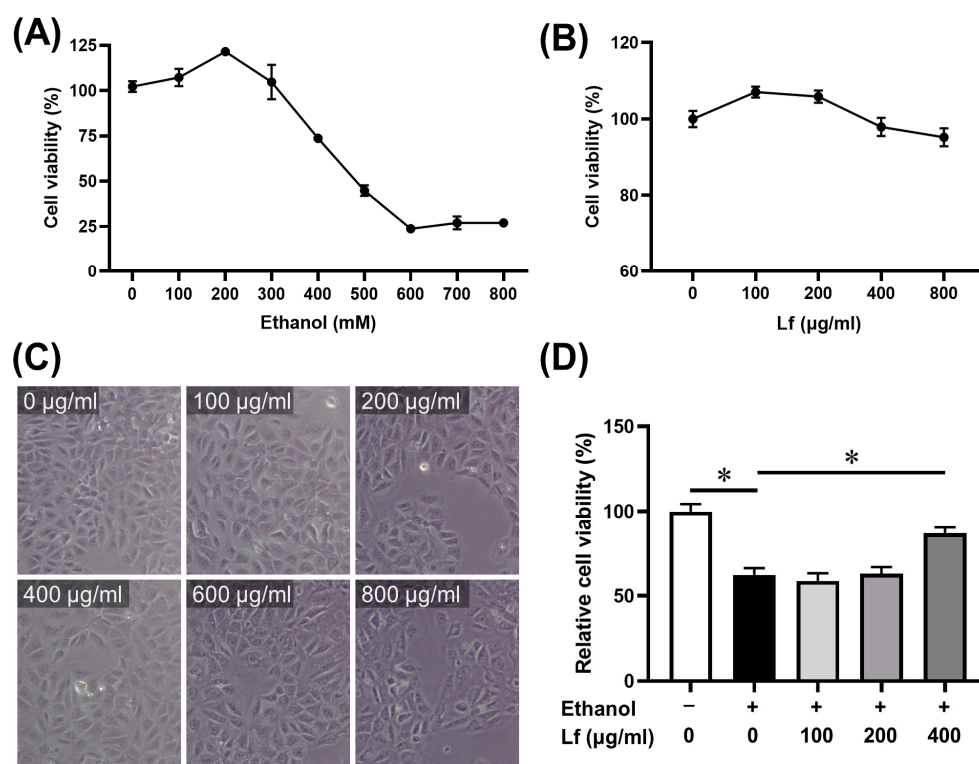 (A)
Cell viability (%)
125
100
75
50
25
0
0 100 200 300 400 500 600 700 800
Ethanol (mM)
(B)
Cell viability (%)
120
100
80
60
0 100 200 400 800
Lf (μg/ml)
(C)
0 μg/ml
100 μg/ml
200 μg/ml
400 μg/ml
600 μg/ml
800 μg/ml
(D)
Relative cell viability (%)
150
100
50
0
*
*
Ethanol − + + + +
Lf (μg/ml) 0 0 100 200 400